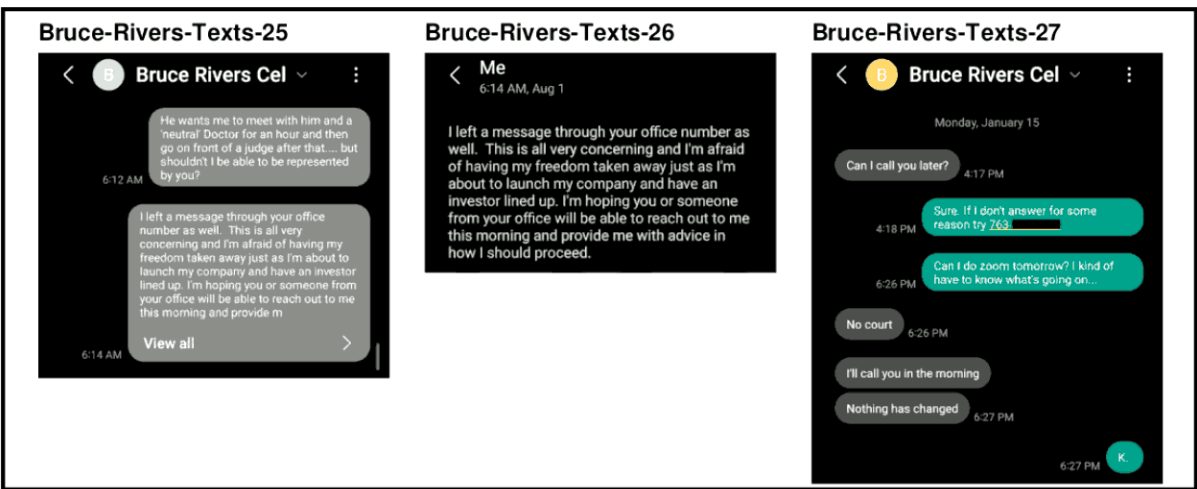 Bruce-Rivers-Texts-25
B
Bruce Rivers Cel
He wants me to meet with him and a
'neutral' Doctor for an hour and then
go on front of a judge after that.... but
shouldn't I be able to be represented
by you?
6:12 AM
I left a message through your office
number as well. This is all very
concerning and I'm afraid of having my
freedom taken away just as I'm about to
launch my company and have an investor
lined up. I'm hoping you or someone from
your office will be able to reach out to me
this morning and provide m
View all
6:14 AM
Bruce-Rivers-Texts-26
Me
6:14 AM, Aug 1
I left a message through your office number as
well. This is all very concerning and I'm afraid
of having my freedom taken away just as I'm
about to launch my company and have an
investor lined up. I'm hoping you or someone
from your office will be able to reach out to me
this morning and provide me with advice in
how I should proceed.
Bruce-Rivers-Texts-27
B
Bruce Rivers Cel
Monday, January 15
Can I call you later?
4:17 PM
Sure. If I don't answer for some
reason try 763
4:18 PM
Can I do zoom tomorrow? I kind of
have to know what's going on...
6:26 PM
No court
6:26 PM
I'll call you in the morning
Nothing has changed
6:27 PM
K.
6:27 PM